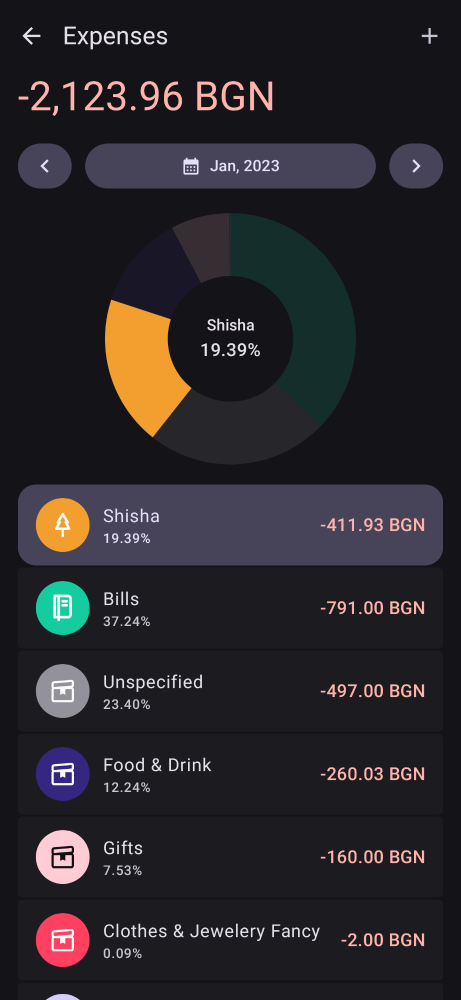 Expenses
-2,123.96 BGN
Jan, 2023
Shisha
19.39%
Shisha
19.39%
-411.93 BGN
Bills
37.24%
-791.00 BGN
Unspecified
23.40%
-497.00 BGN
Food & Drink
12.24%
-260.03 BGN
Gifts
7.53%
-160.00 BGN
Clothes & Jewelery Fancy
0.09%
-2.00 BGN